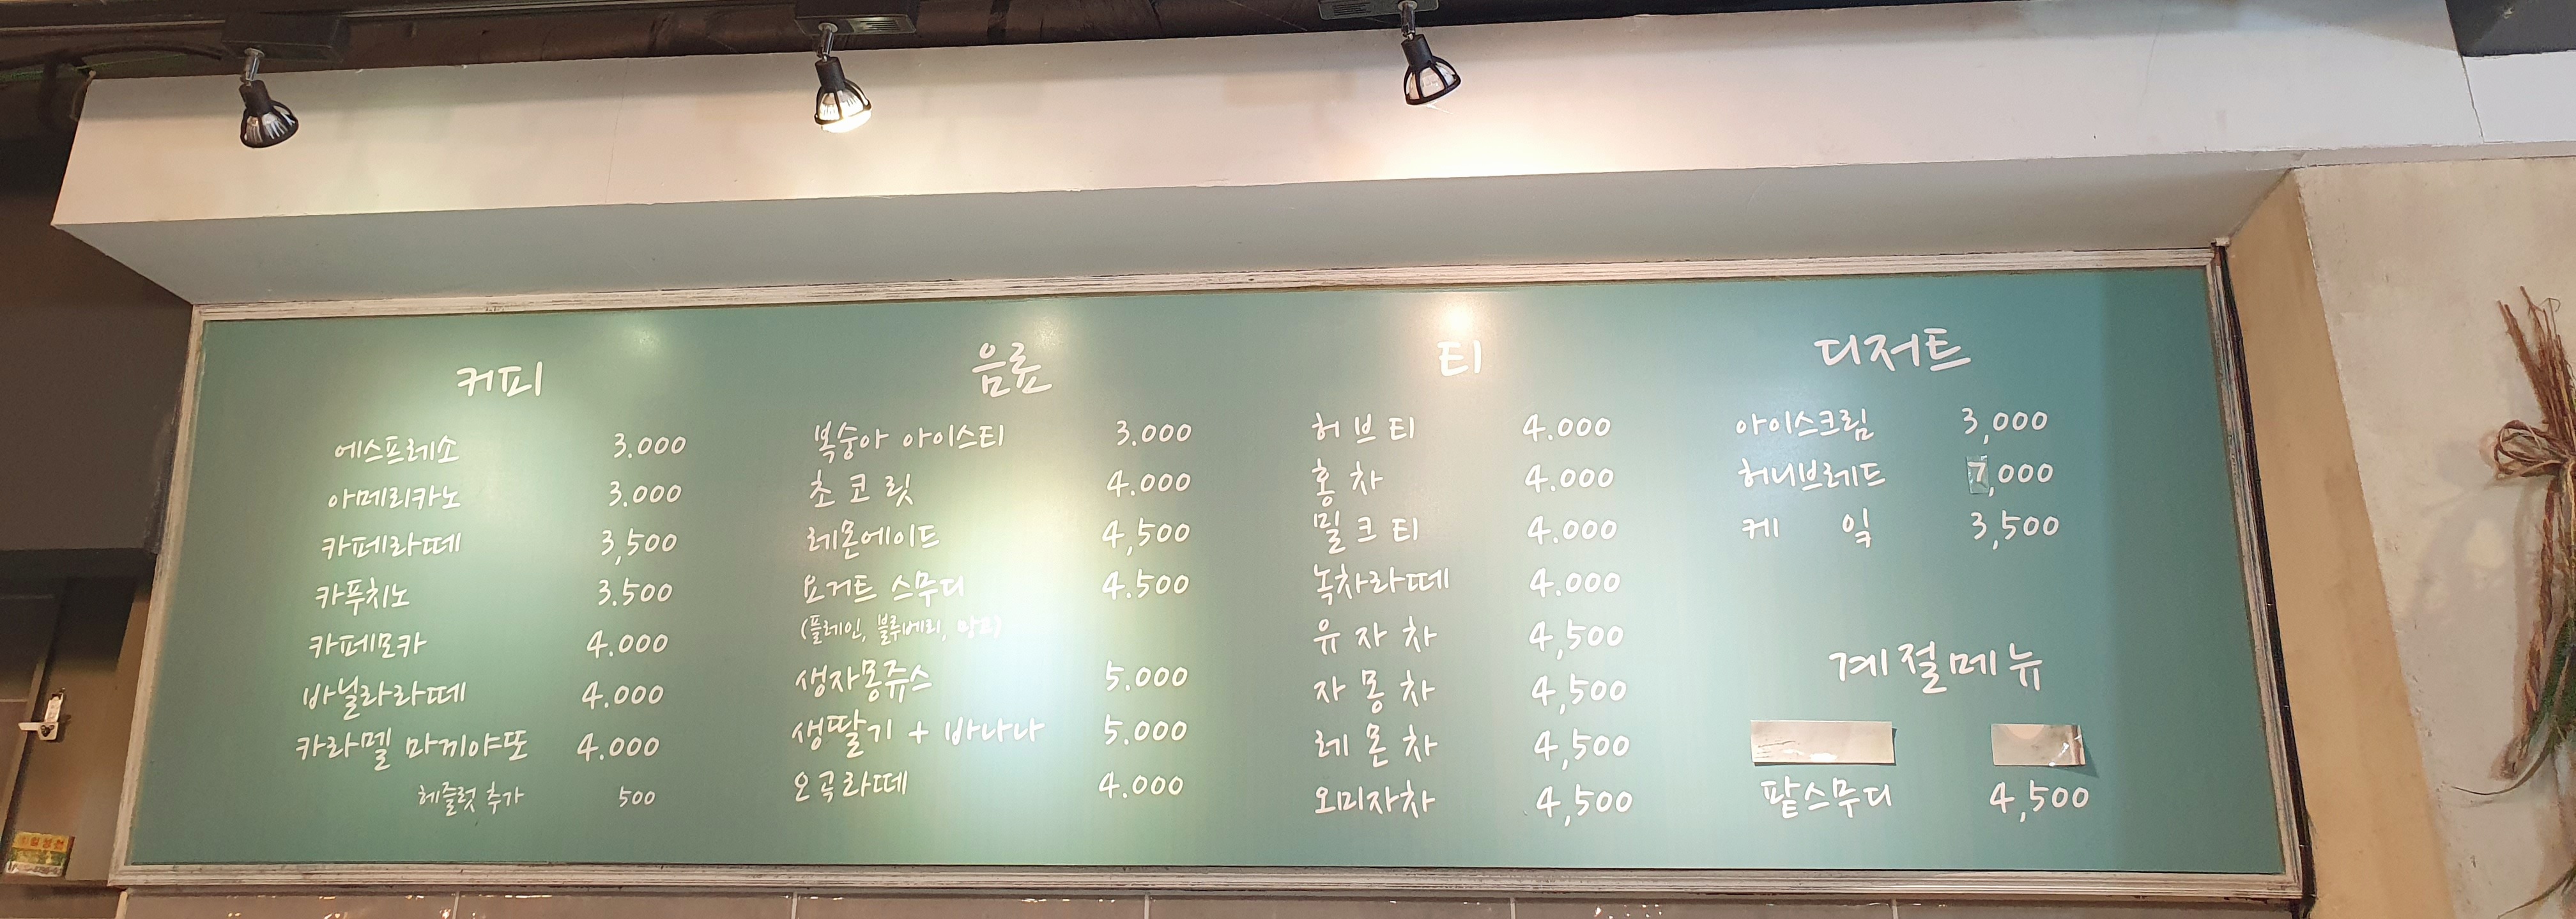 커피
에스프레소 3.000
아메리카노 3.000
카페라떼 3,500
카푸치노 3.500
카페모카 4.000
바닐라라떼 4.000
카라멜 마끼야또 4.000
헤즐럿 추가 500
음료
복숭아 아이스티 3.000
초코릿 4.000
레몬에이드 4,500
요거트 스무디 4.500
(플레인, 블루베리, 망고)
생자몽쥬스 5.000
생딸기 + 바나나 5.000
오곡라떼 4.000
티
허브티 4.000
홍차 4.000
밀크티 4.000
녹차라떼 4.000
유자차 4,500
자몽차 4,500
레몬차 4,500
오미자차 4,500
디저트
아이스크림 3,000
허니브레드 7,000
케 잌 3,500
계절메뉴
팥스무디 4,500